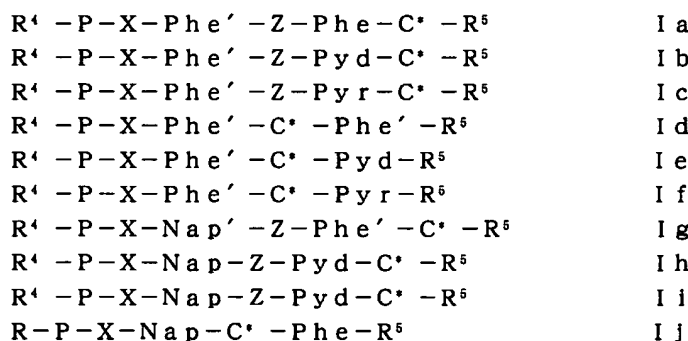 R⁴ -P-X-Phe′ -Z-Phe-C* -R⁵ Ia
R⁴ -P-X-Phe′ -Z-Pyd-C* -R⁵ Ib
R⁴ -P-X-Phe′ -Z-Pyr-C* -R⁵ Ic
R⁴ -P-X-Phe′ -C* -Phe′ -R⁵ Id
R⁴ -P-X-Phe′ -C* -Pyd-R⁵ Ie
R⁴ -P-X-Phe′ -C* -Pyr-R⁵ If
R⁴ -P-X-Nap′ -Z-Phe′ -C* -R⁵ Ig
R⁴ -P-X-Nap-Z-Pyd-C* -R⁵ Ih
R⁴ -P-X-Nap-Z-Pyd-C* -R⁵ Ii
R-P-X-Nap-C* -Phe-R⁵ Ij